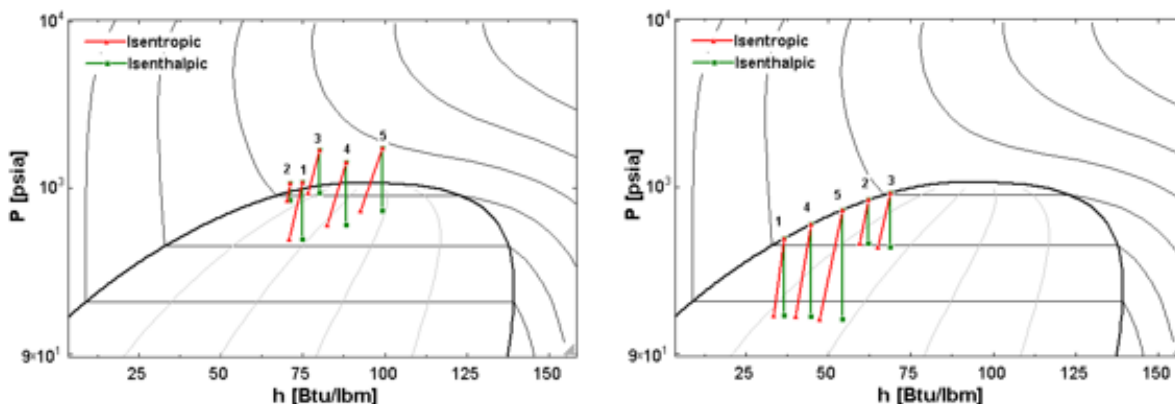 10⁴
Isentropic
Isenthalpic
3
5
2 1
4
10³
9×10¹
P [psia]
25 50 75 100 125 150
h [Btu/lbm]
10⁴
Isentropic
Isenthalpic
2 3
5
4
1
10³
9×10¹
P [psia]
25 50 75 100 125 150
h [Btu/lbm]